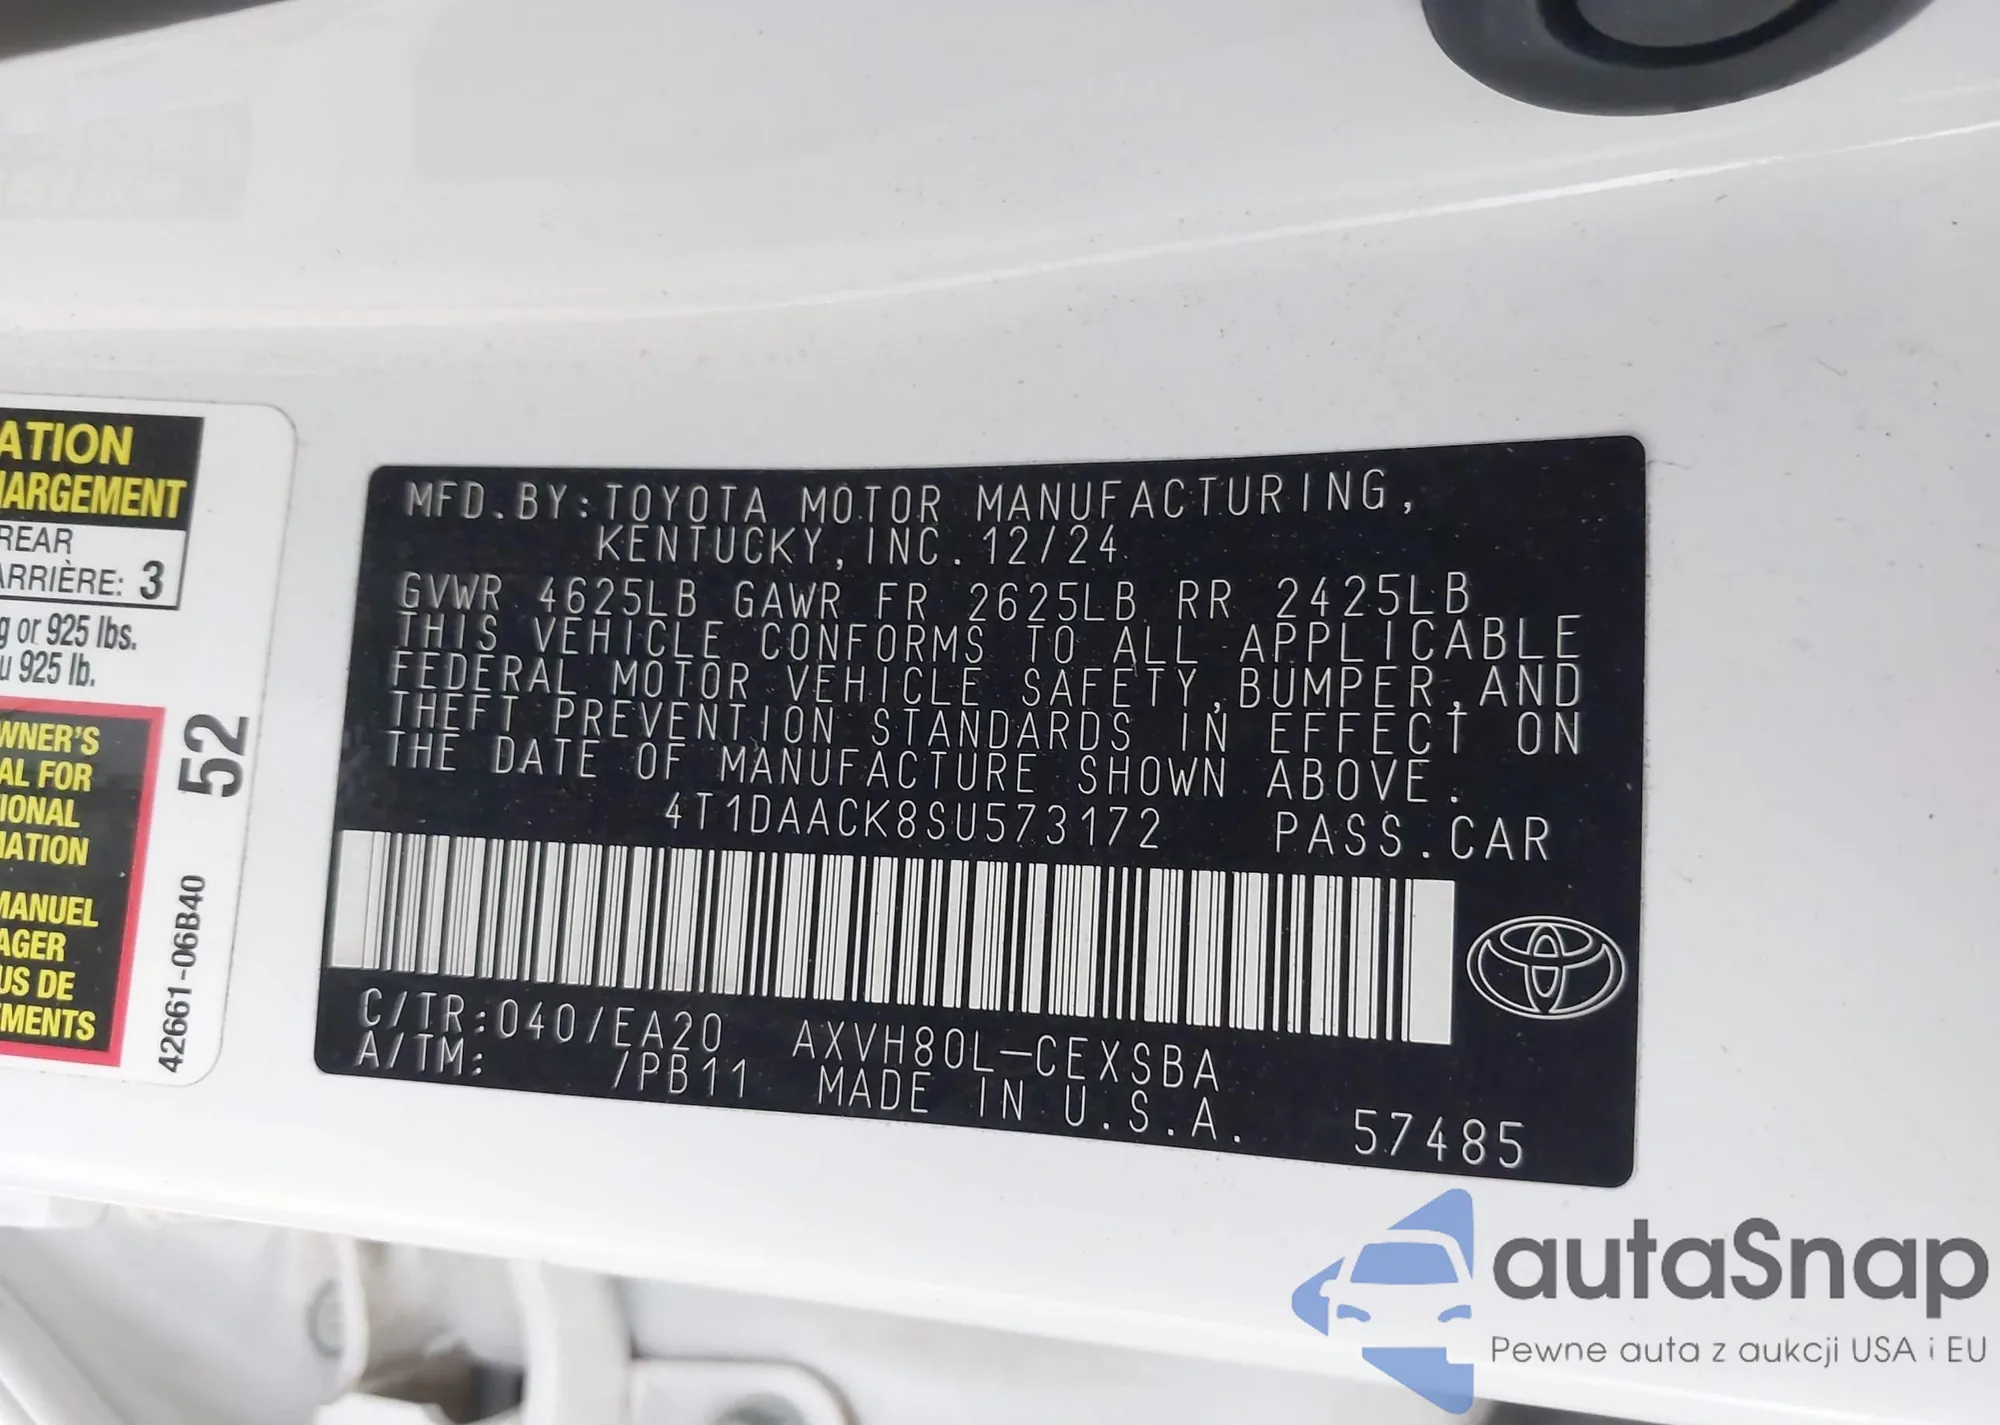 ATION
HARGEMENT
REAR
ARRIÈRE: 3
g or 925 lbs.
u 925 lb.
WNER'S
AL FOR
IONAL
MATION
MANUEL
AGER
US DE
MENTS
52
42661-06B40
MFD.BY:TOYOTA MOTOR MANUFACTURING,
KENTUCKY,INC.12/24
GVWR 4625LB GAWR FR 2625LB RR 2425LB
THIS VEHICLE CONFORMS TO ALL APPLICABLE
FEDERAL MOTOR VEHICLE SAFETY,BUMPER,AND
THEFT PREVENTION STANDARDS IN EFFECT ON
THE DATE OF MANUFACTURE SHOWN ABOVE.
4T1DAACK8SU573172 PASS.CAR
C/TR:040/EA20 AXVH80L-CEXSBA
A/TM: /PB11 MADE IN U.S.A. 57485
autaSnap
Pewne auta z aukcji USA i EU